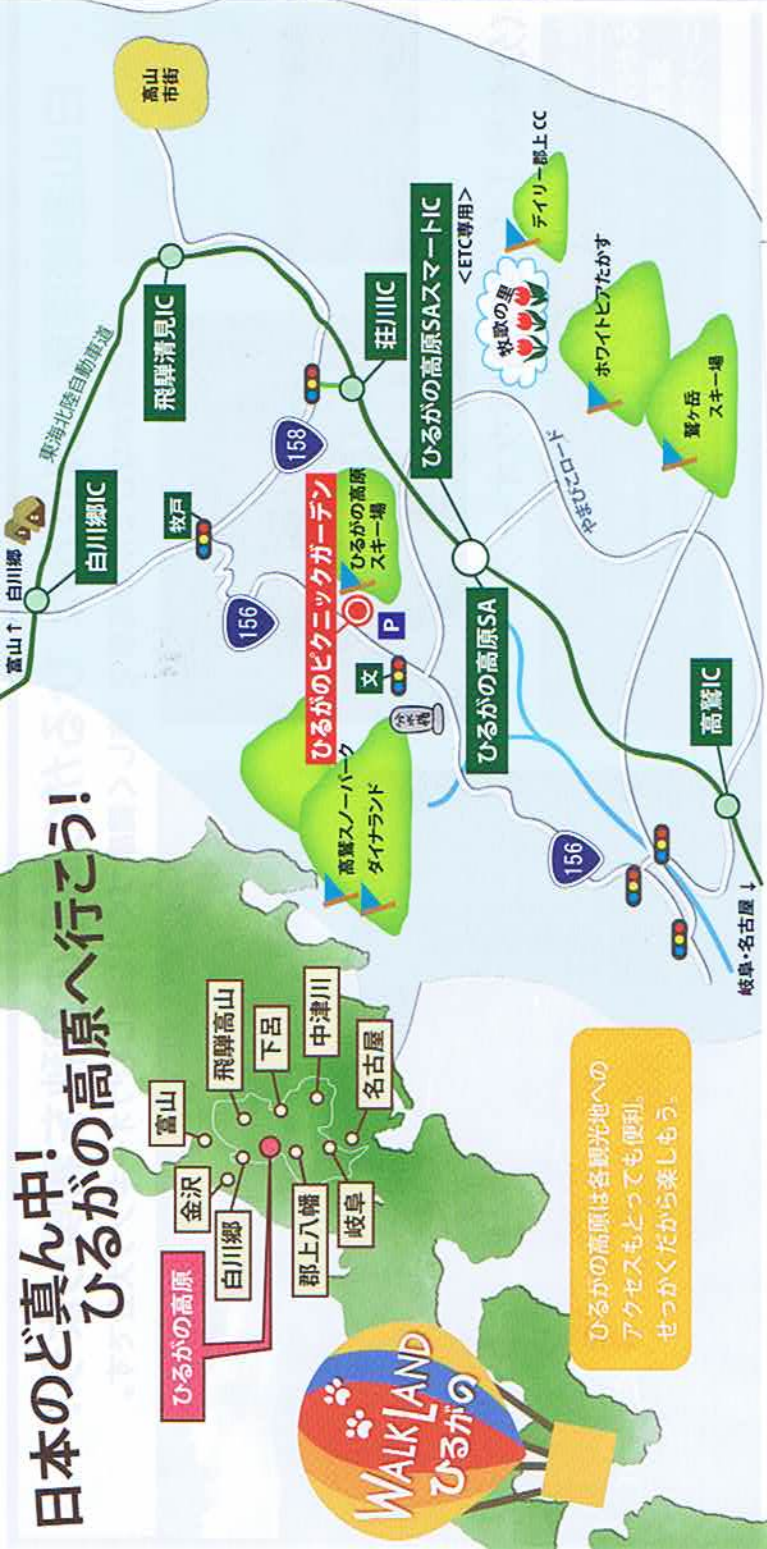 日本のど真ん中!
ひるがの高原へ行こう!
富山
金沢
白川郷
飛騨高山
下呂
中津川
名古屋
郡上八幡
岐阜
ひるがの高原
WALK LAND
ひるがの
ひるがの高原は各観光地への
アクセスもとっても便利。
せっかくだから楽しもう。
富山↑
白川郷
白川郷IC
東海北陸自動車道
飛騨清見IC
高山
市街
牧戸
158
156
荘川IC
ひるがのピクニックガーデン
ひるがの高原
スキー場
P
文
分水嶺
ひるがの高原SAスマートIC
<ETC専用>
ひるがの高原SA
牧歌の里
デイリー郡上CC
ホワイトピアたかす
鷲ヶ岳
スキー場
やまびこロード
高鷲スノーパーク
ダイナランド
156
高鷲IC
岐阜・名古屋↓